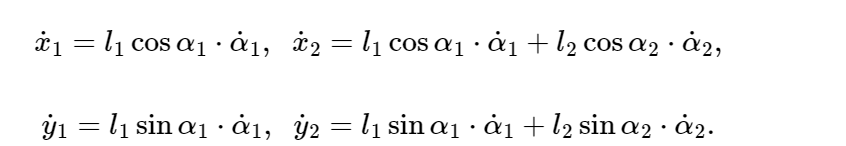 ẋ₁ = l₁ cos α₁ · α̇₁, ẋ₂ = l₁ cos α₁ · α̇₁ + l₂ cos α₂ · α̇₂,
ẏ₁ = l₁ sin α₁ · α̇₁, ẏ₂ = l₁ sin α₁ · α̇₁ + l₂ sin α₂ · α̇₂.